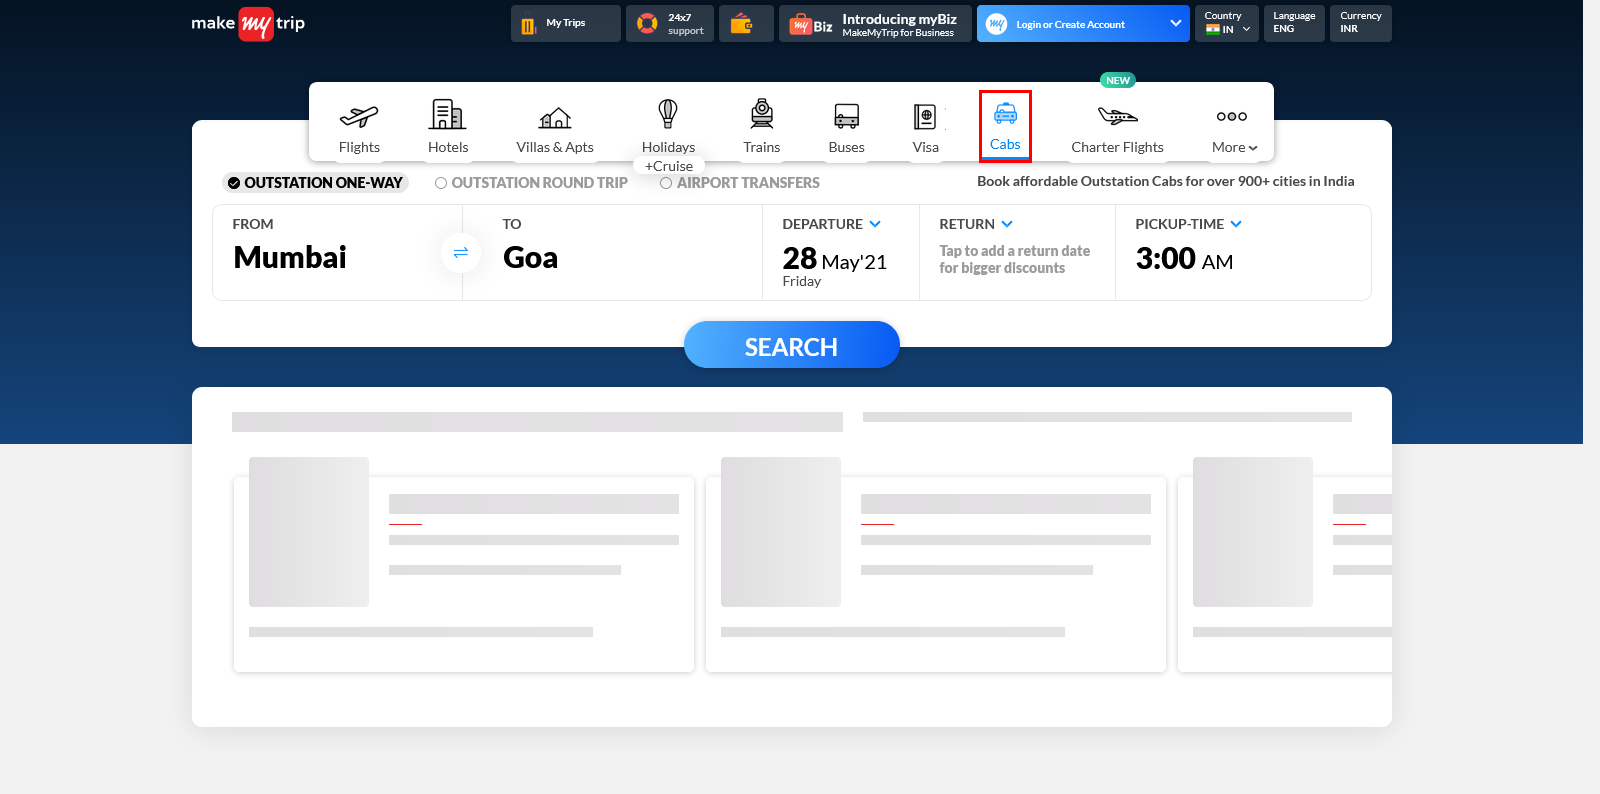 make my trip
My Trips
24x7
support
my Biz
Introducing myBiz
MakeMyTrip for Business
my
Login or Create Account
Country
IN
Language
ENG
Currency
INR
NEW
Flights
Hotels
Villas & Apts
Holidays
+Cruise
Trains
Buses
Visa
Cabs
Charter Flights
More
OUTSTATION ONE-WAY
OUTSTATION ROUND TRIP
AIRPORT TRANSFERS
Book affordable Outstation Cabs for over 900+ cities in India
FROM
Mumbai
TO
Goa
DEPARTURE
28 May'21
Friday
RETURN
Tap to add a return date
for bigger discounts
PICKUP-TIME
3:00 AM
SEARCH